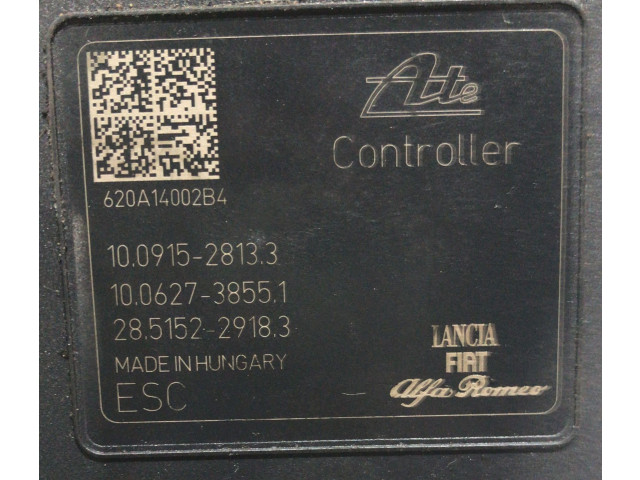 Ate
Controller
620A14002B4
10.0915-2813.3
10.0627-3855.1
28.5152-2918.3
MADE IN HUNGARY
ESC
LANCIA
FIAT
Alfa Romeo